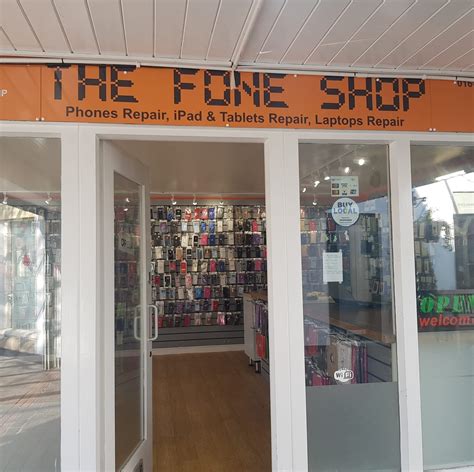 THE FONE SHOP
Phones Repair, iPad & Tablets Repair, Laptops Repair
BUY
LOCAL
OPEN
welcome
WiFi